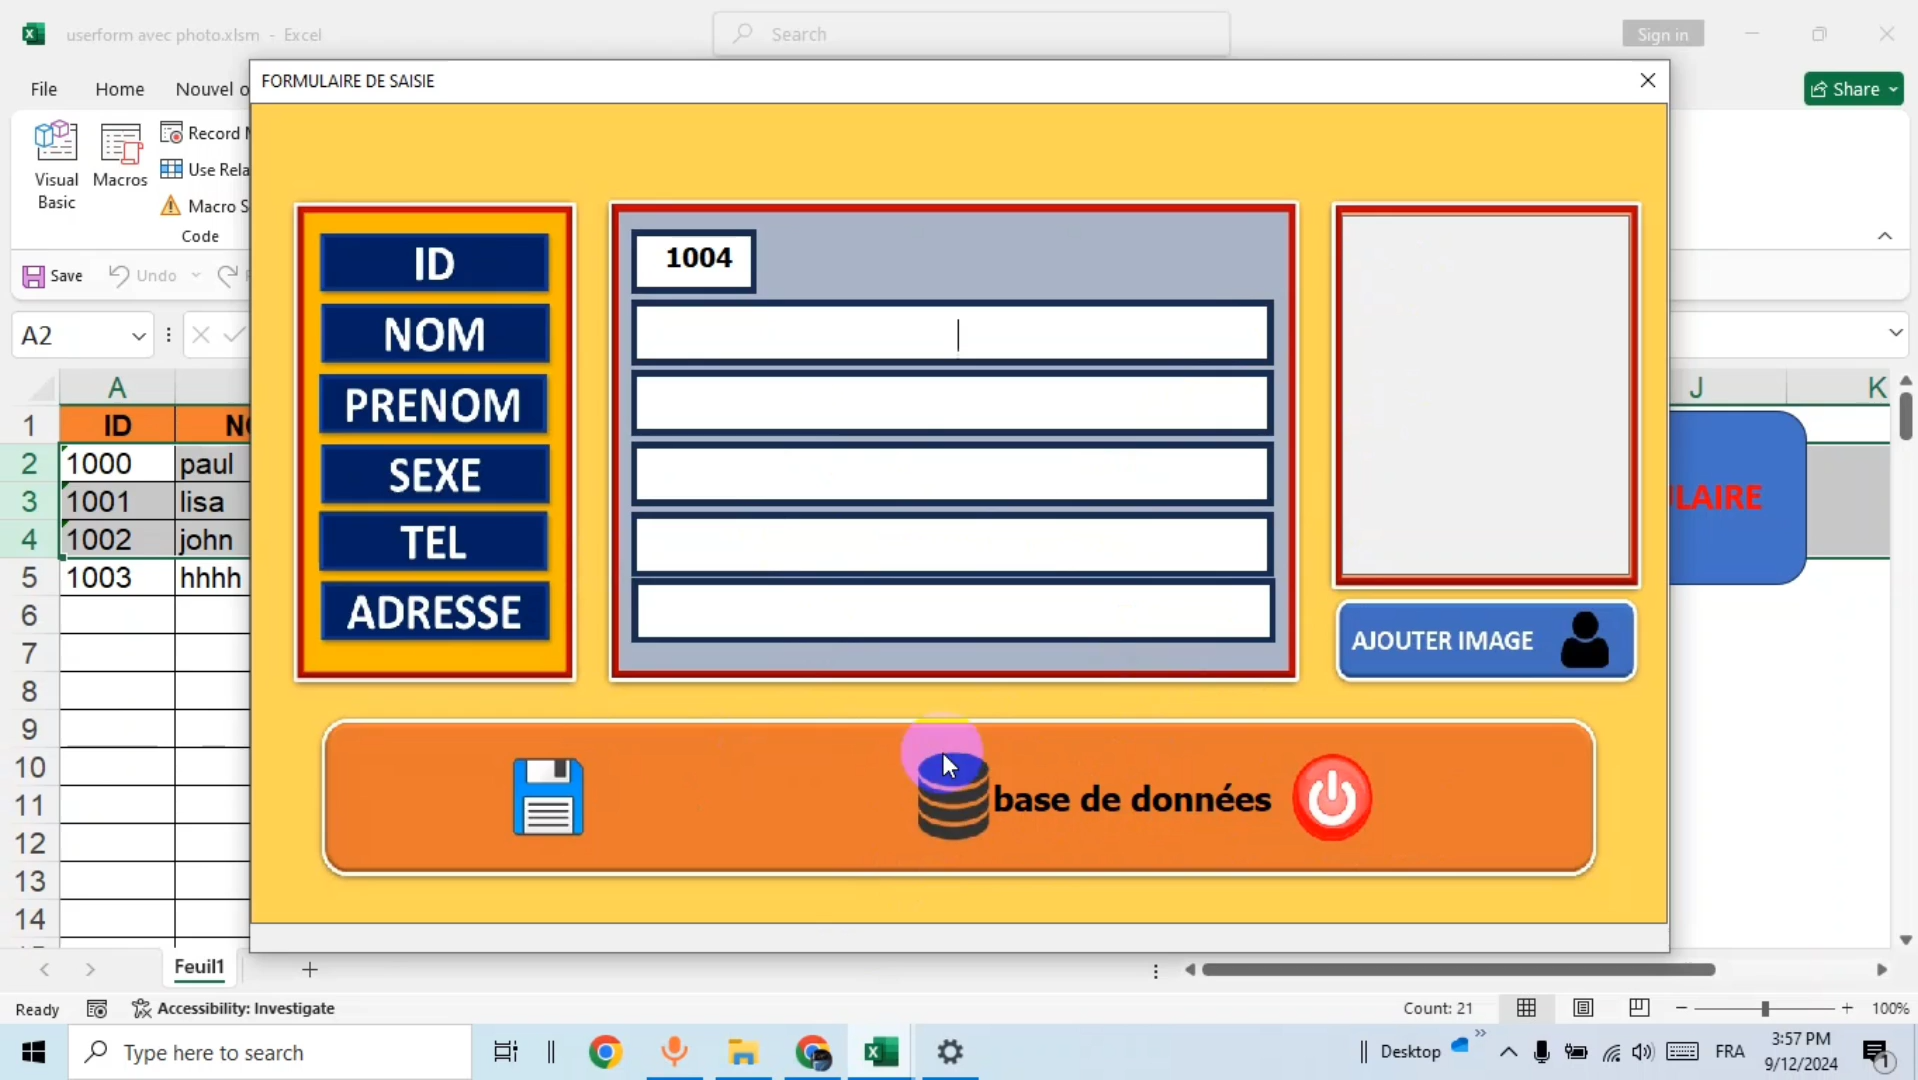 userform avec photo.xlsm - Excel
Search
Sign in
FORMULAIRE DE SAISIE
File
Home
Nouvel o
Share
Visual Basic
Macros
Record M
Use Rela
Macro S
Code
Save
Undo
A2
A
J
K
1 ID NO
2 1000 paul
3 1001 lisa
4 1002 john
5 1003 hhhh
6
7
8
9
10
11
12
13
14
ID
1004
NOM
PRENOM
SEXE
TEL
ADRESSE
AJOUTER IMAGE
ULAIRE
base de données
Feuil1
Ready
Accessibility: Investigate
Count: 21
100%
Type here to search
Desktop
FRA
3:57 PM
9/12/2024
1